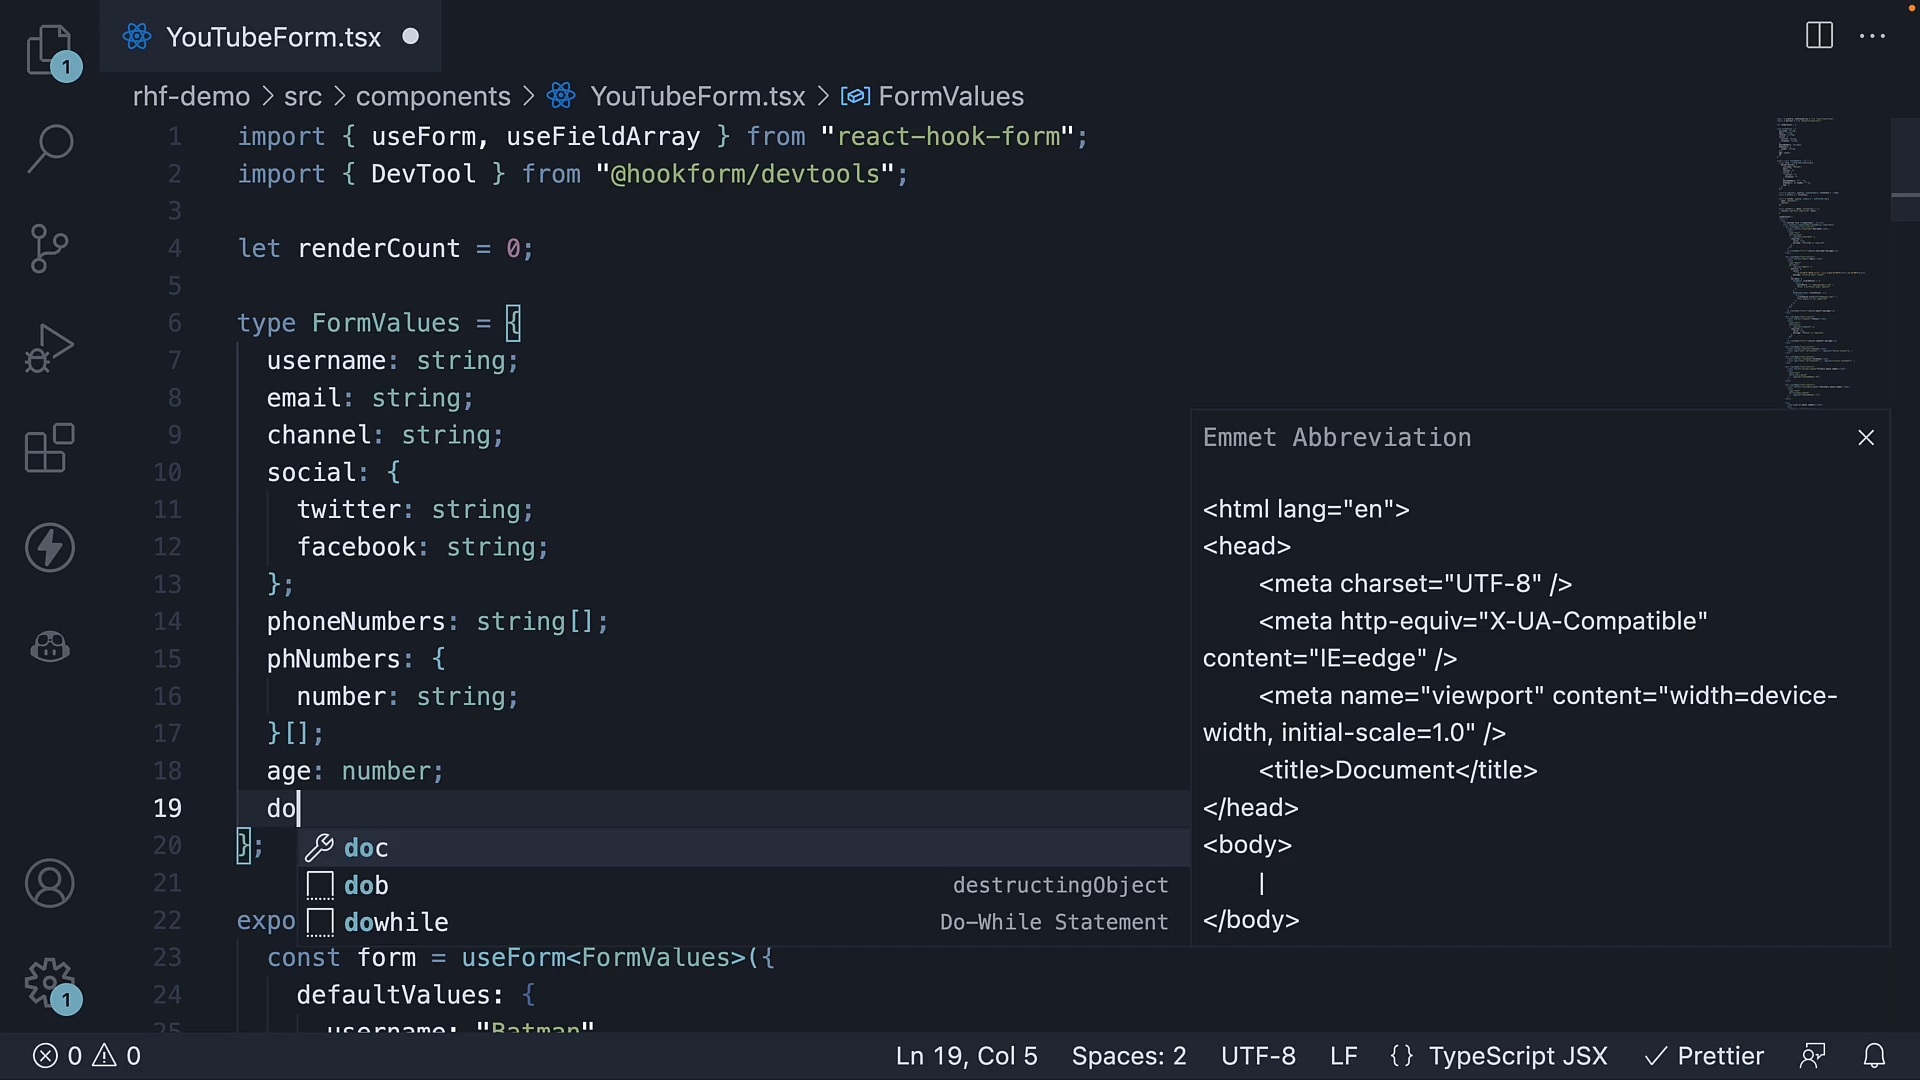 YouTubeForm.tsx
1
rhf-demo > src > components > YouTubeForm.tsx > FormValues
1 import { useForm, useFieldArray } from "react-hook-form";
2 import { DevTool } from "@hookform/devtools";
3
4 let renderCount = 0;
5
6 type FormValues = {
7 username: string;
8 email: string;
9 channel: string;
10 social: {
11 twitter: string;
12 facebook: string;
13 };
14 phoneNumbers: string[];
15 phNumbers: {
16 number: string;
17 }[];
18 age: number;
19 do
20 };
21
22 expo
23 const form = useForm<FormValues>({
24 defaultValues: {
25 username: "Batman"
doc
dob destructingObject
dowhile Do-While Statement
Emmet Abbreviation
<html lang="en">
<head>
<meta charset="UTF-8" />
<meta http-equiv="X-UA-Compatible"
content="IE=edge" />
<meta name="viewport" content="width=device-
width, initial-scale=1.0" />
<title>Document</title>
</head>
<body>
|
</body>
1
0 0 Ln 19, Col 5 Spaces: 2 UTF-8 LF {} TypeScript JSX Prettier